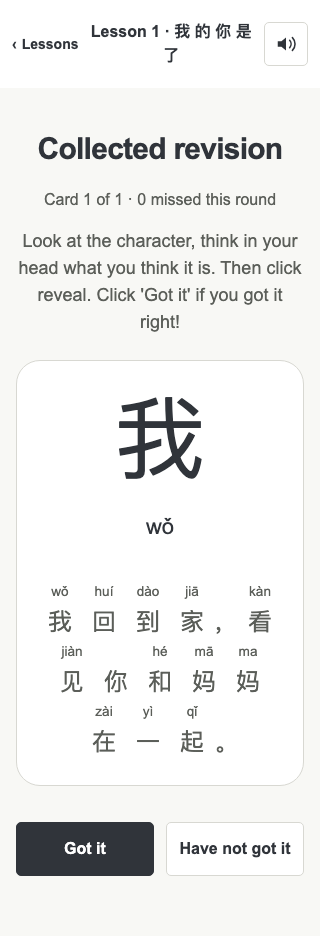 ‹ Lessons
Lesson 1 · 我 的 你 是
了
Collected revision
Card 1 of 1 · 0 missed this round
Look at the character, think in your
head what you think it is. Then click
reveal. Click 'Got it' if you got it
right!
我
wǒ
wǒ huí dào jiā kàn
我 回 到 家 ， 看
jiàn hé mā ma
见 你 和 妈 妈
zài yì qǐ
在 一 起 。
Got it
Have not got it